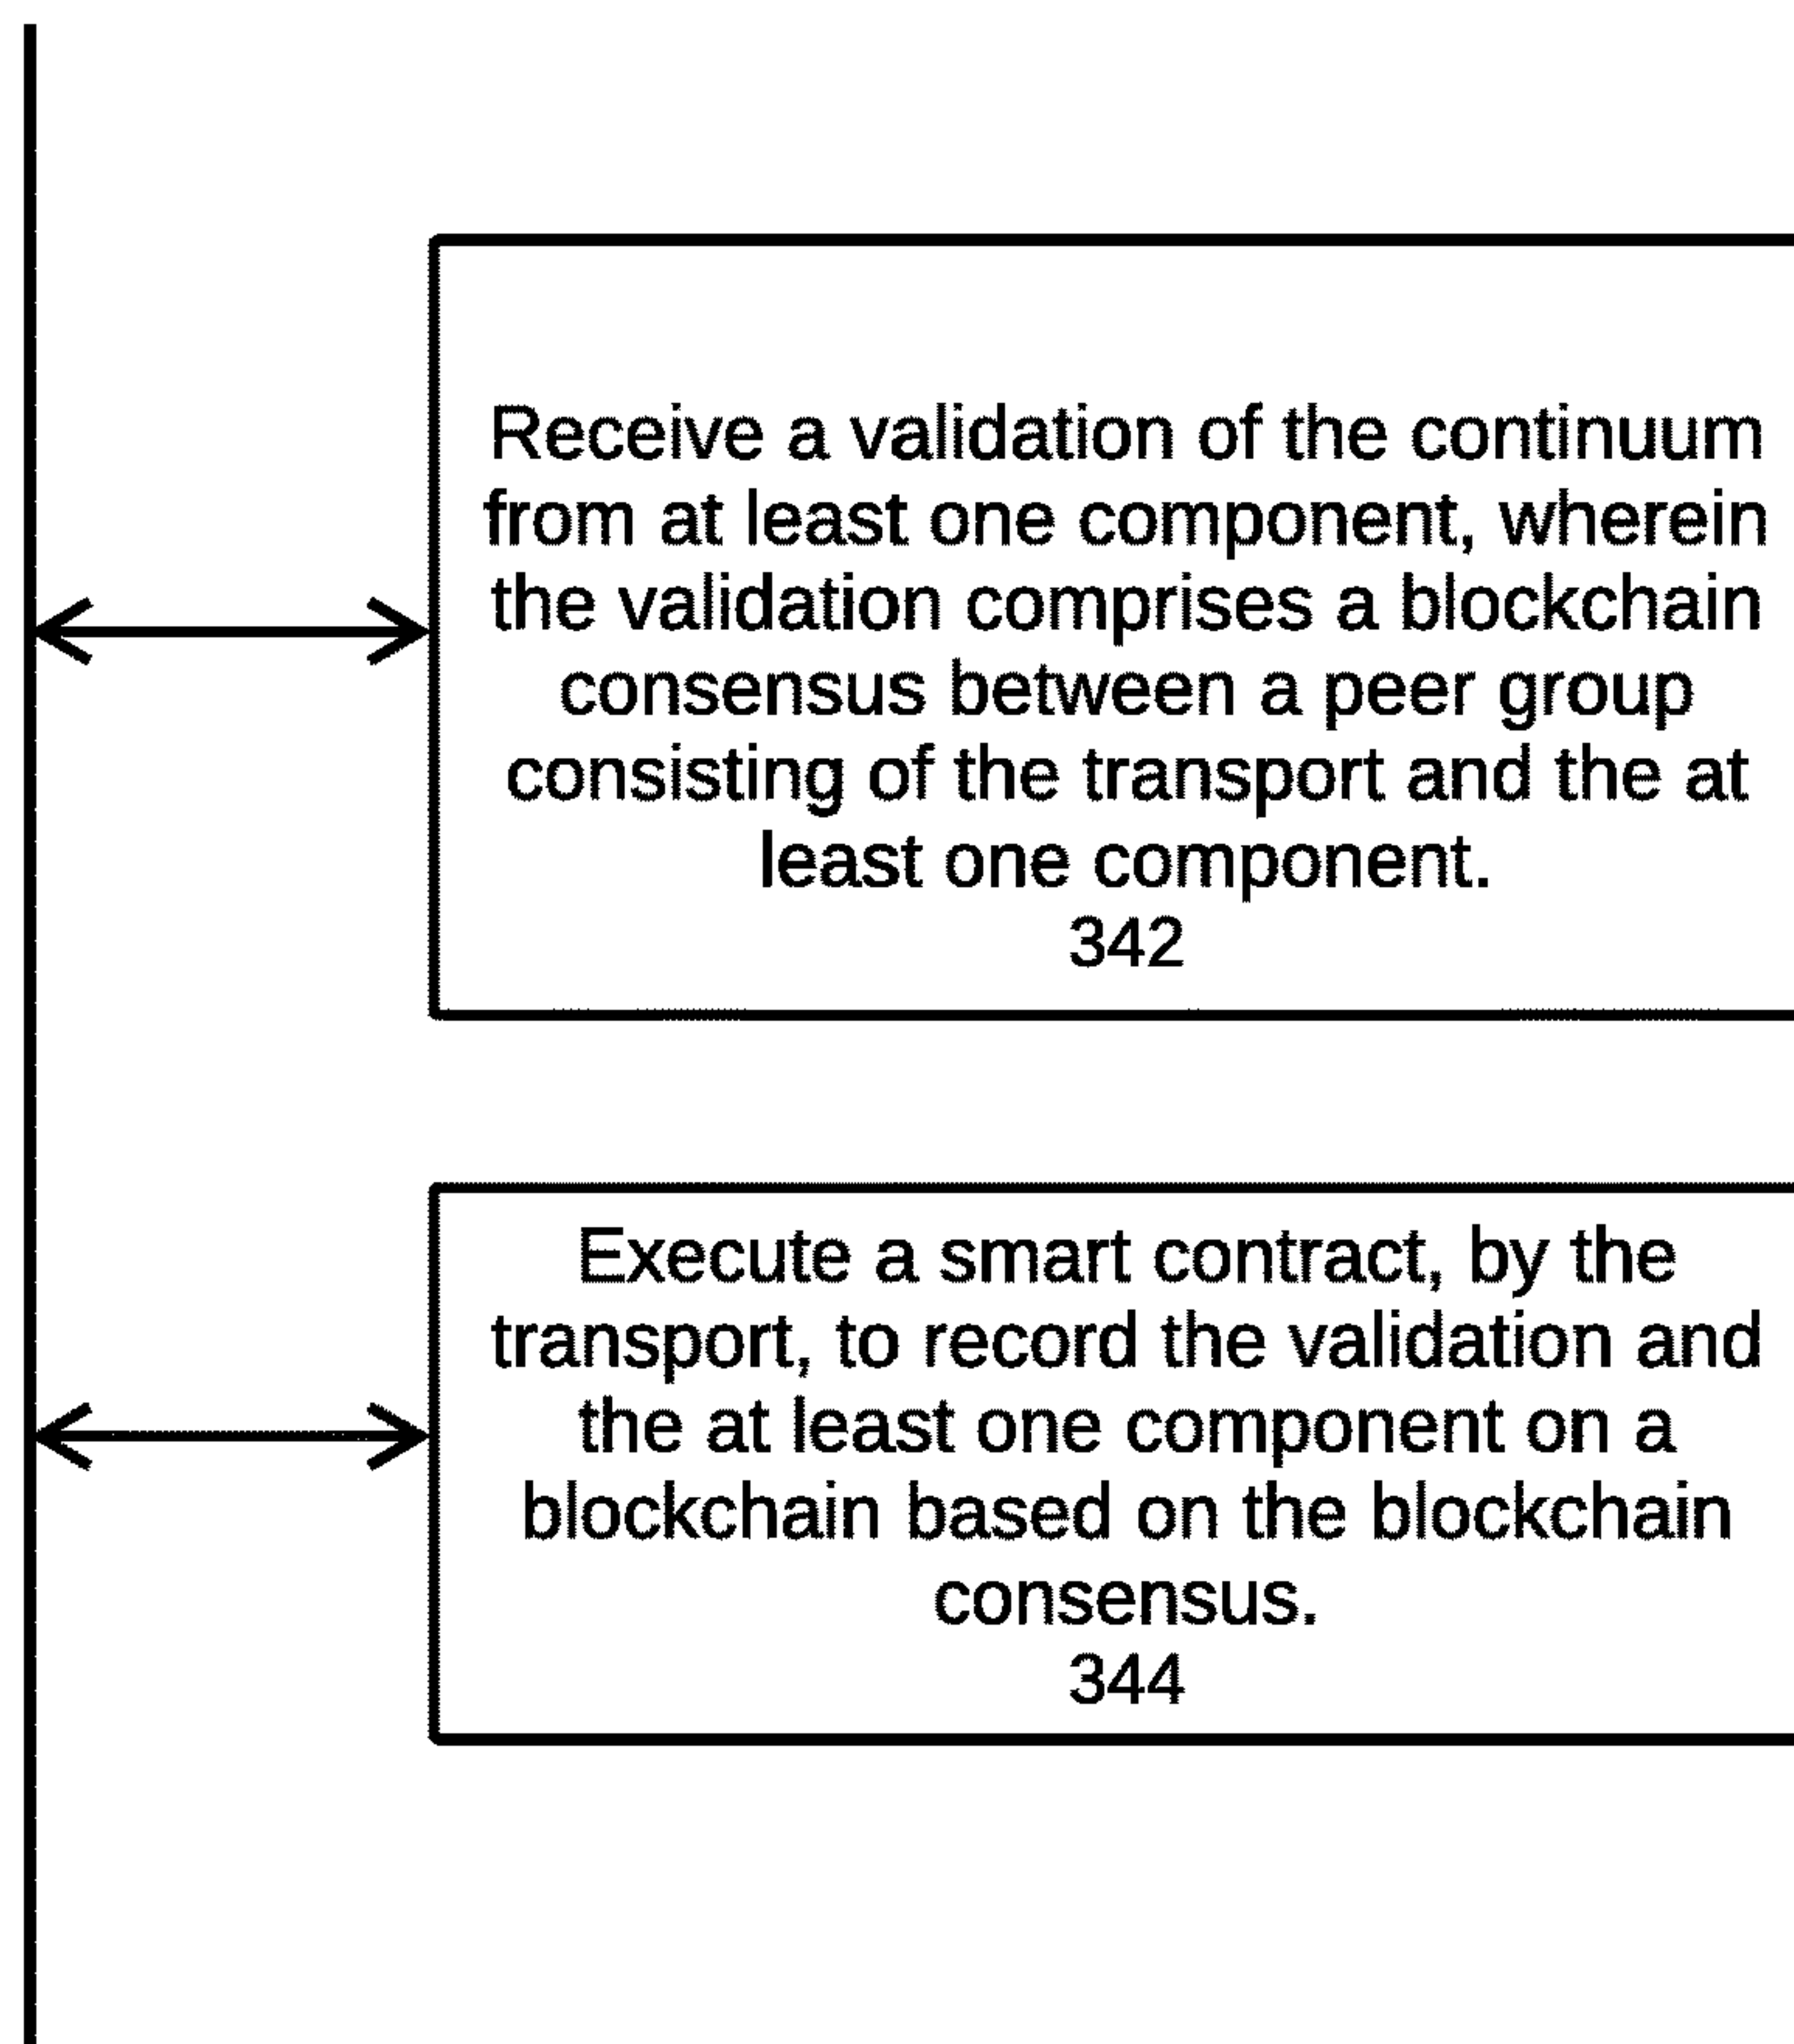 Receive a validation of the continuum
from at least one component, wherein
the validation comprises a blockchain
consensus between a peer group
consisting of the transport and the at
least one component.
342
Execute a smart contract, by the
transport, to record the validation and
the at least one component on a
blockchain based on the blockchain
consensus.
344